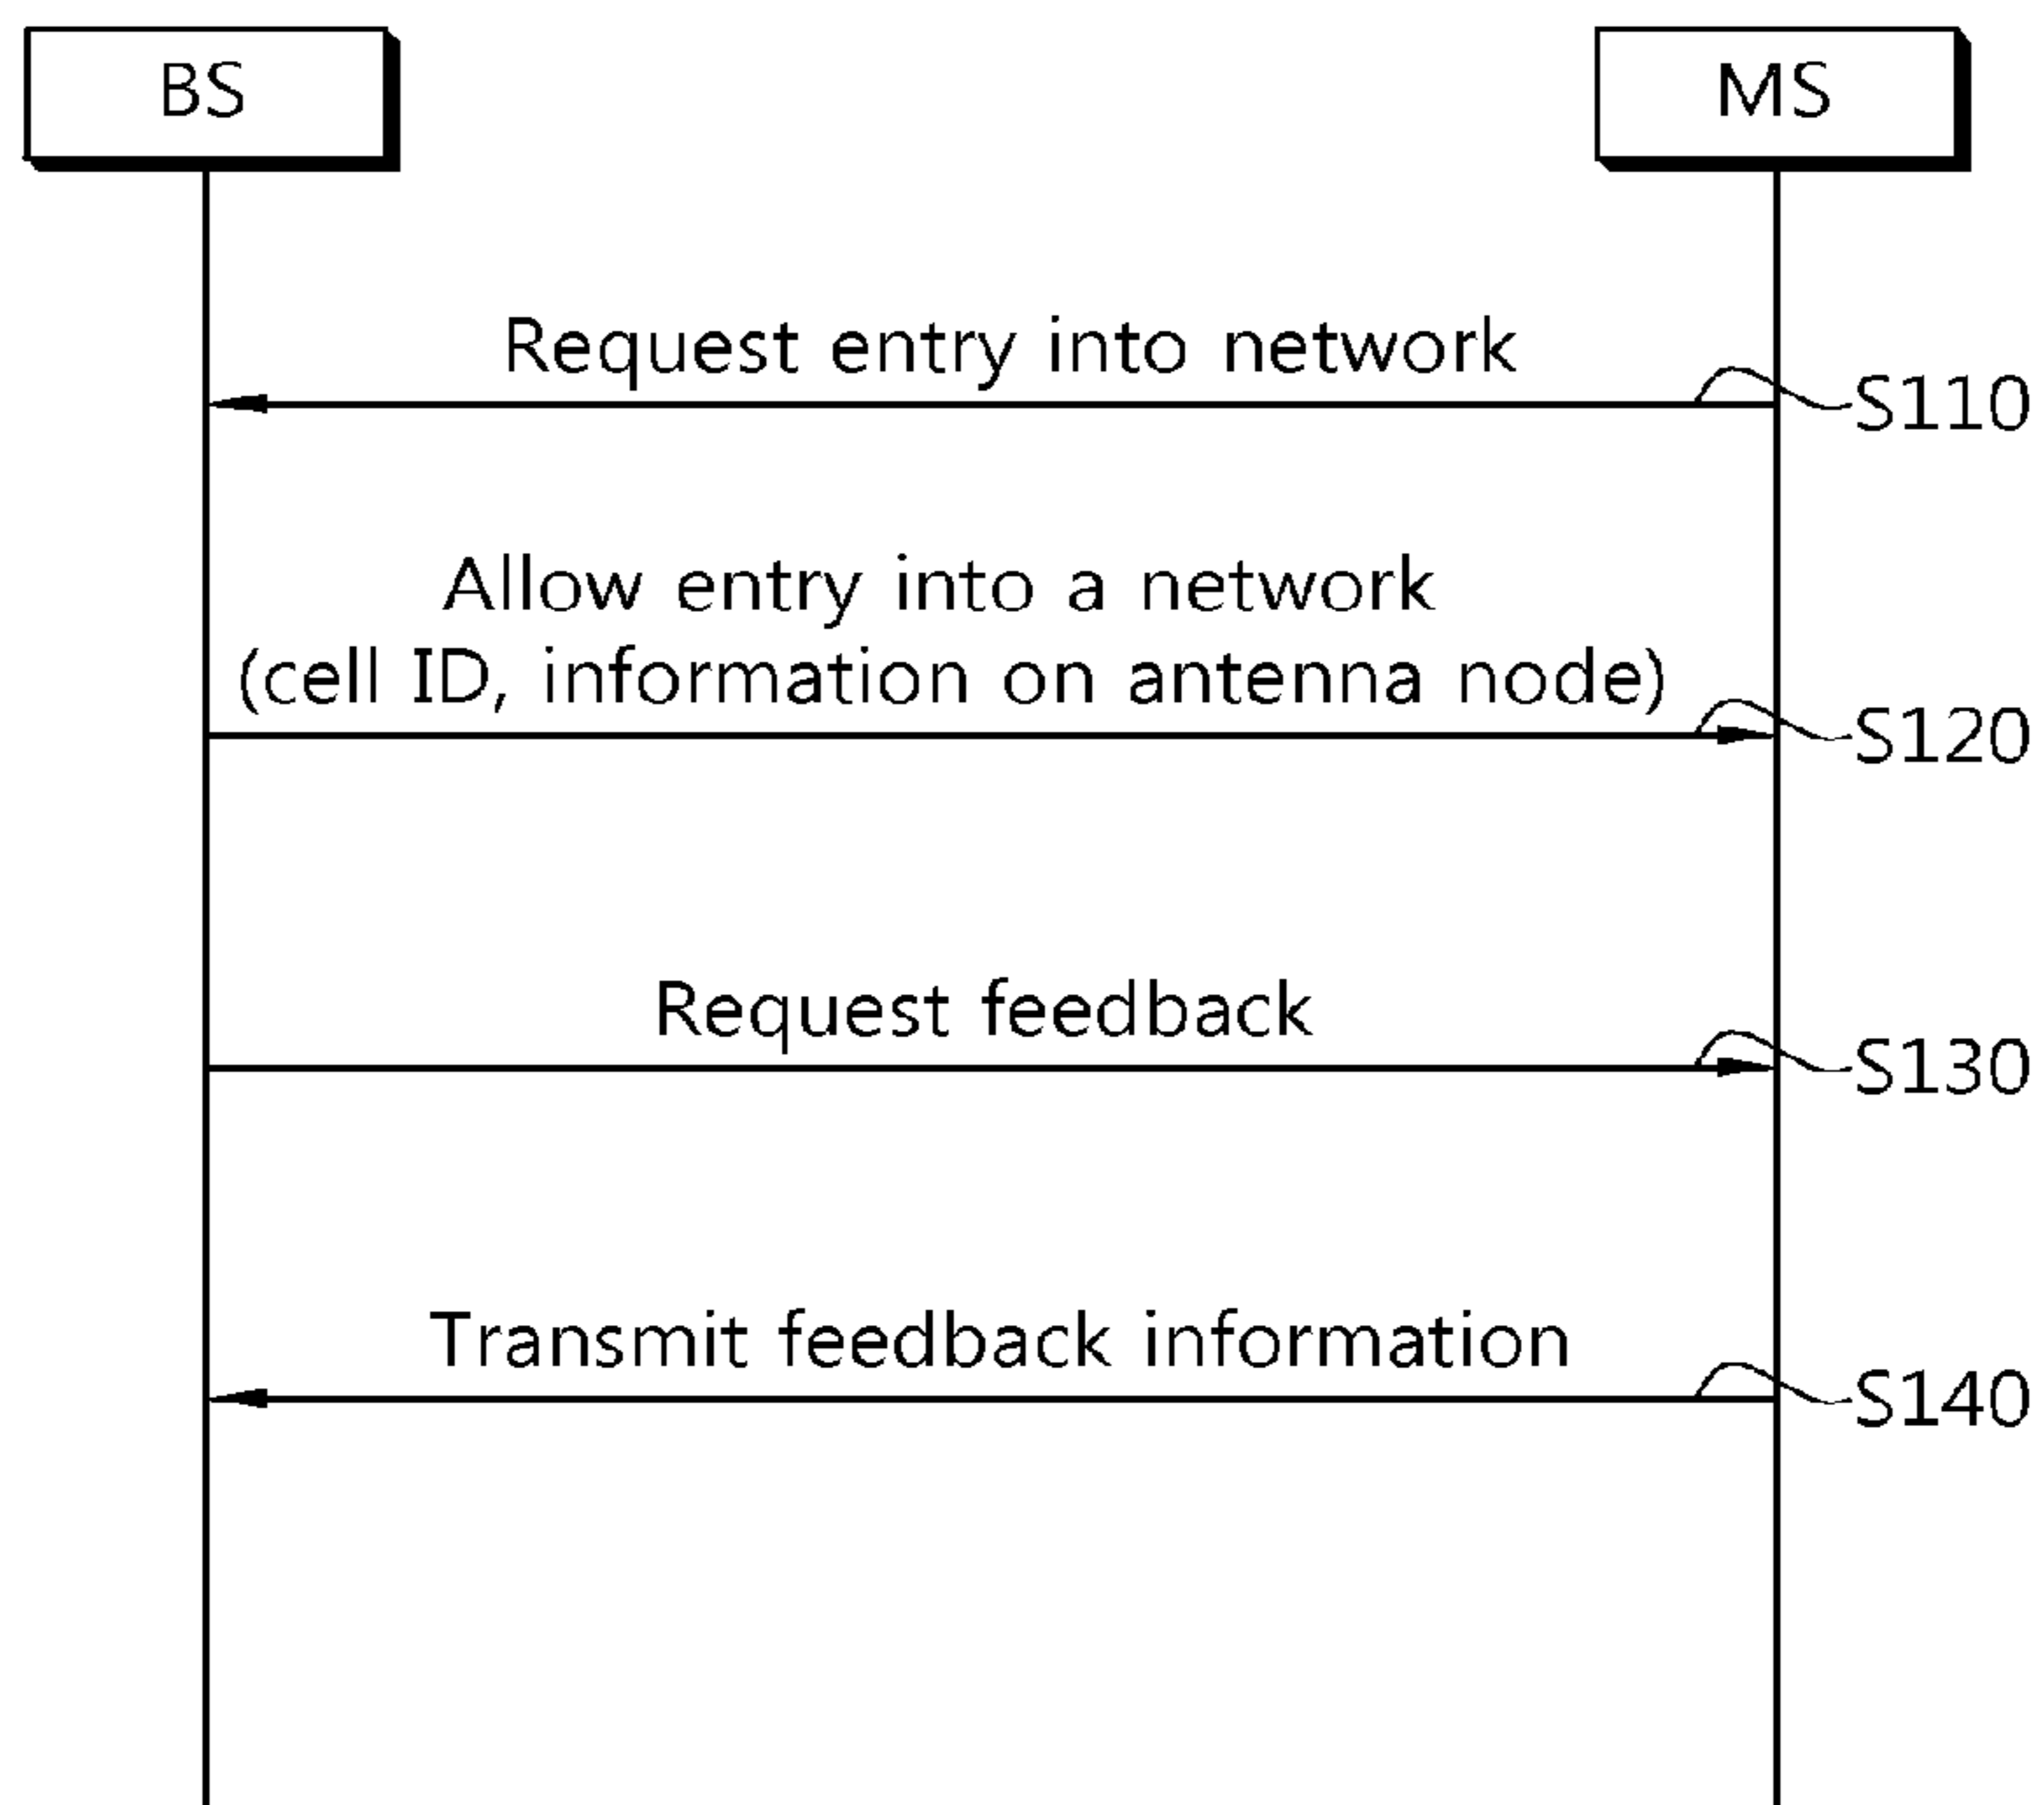 BS
MS
Request entry into network
S110
Allow entry into a network
(cell ID, information on antenna node)
S120
Request feedback
S130
Transmit feedback information
S140